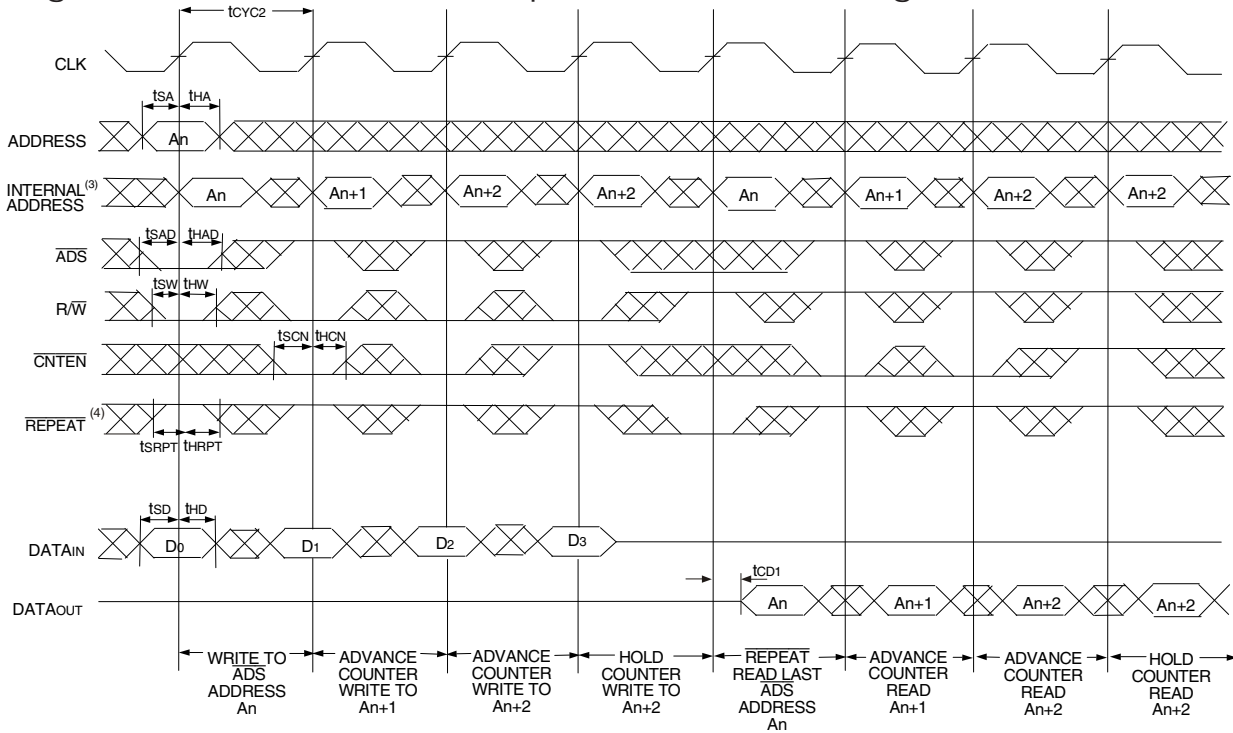 tCYC2
CLK
tSA tHA
ADDRESS An
INTERNAL(3) ADDRESS An An+1 An+2 An+2 An An+1 An+2 An+2
tSAD tHAD
ADS
tSW tHW
R/W
tSCN tHCN
CNTEN
REPEAT (4)
tSRPT tHRPT
tSD tHD
DATAIN D0 D1 D2 D3
tCD1
DATAOUT An An+1 An+2 An+2
WRITE TO
ADS
ADDRESS
An
ADVANCE
COUNTER
WRITE TO
An+1
ADVANCE
COUNTER
WRITE TO
An+2
HOLD
COUNTER
WRITE TO
An+2
REPEAT
READ LAST
ADS
ADDRESS
An
ADVANCE
COUNTER
READ
An+1
ADVANCE
COUNTER
READ
An+2
HOLD
COUNTER
READ
An+2